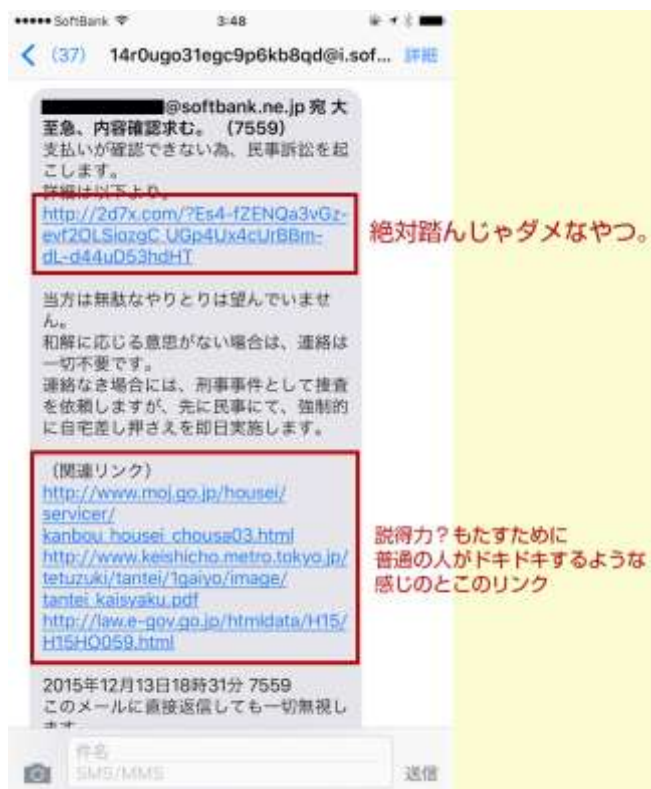 SoftBank 3:48
(37) 14r0ugo31egc9p6kb8qd@i.sof... 詳細
@softbank.ne.jp 宛 大
至急、内容確認求む。 (7559)
支払いが確認できない為、民事訴訟を起
こします。
詳細は以下より。
http://2d7x.com/?Es4-fZENQa3vGz-
evf2OLSiozgC_UGp4Ux4cUrBBm-
dL-d44uD53hdHT
絶対踏んじゃダメなやつ。
当方は無駄なやりとりは望んでいませ
ん。
和解に応じる意思がない場合は、連絡は
一切不要です。
連絡なき場合には、刑事事件として捜査
を依頼しますが、先に民事にて、強制的
に自宅差し押さえを即日実施します。
(関連リンク)
http://www.moj.go.jp/housei/
servicer/
kanbou_housei_chousa03.html
http://www.keishicho.metro.tokyo.jp/
tetuzuki/tantei/1gaiyo/image/
tantei_kaisyaku.pdf
http://law.e-gov.go.jp/htmldata/H15/
H15HO059.html
説得力?もたすために
普通の人がドキドキするような
感じのとこのリンク
2015年12月13日18時31分 7559
このメールに直接返信しても一切無視し
ます
件名
SMS/MMS 送信